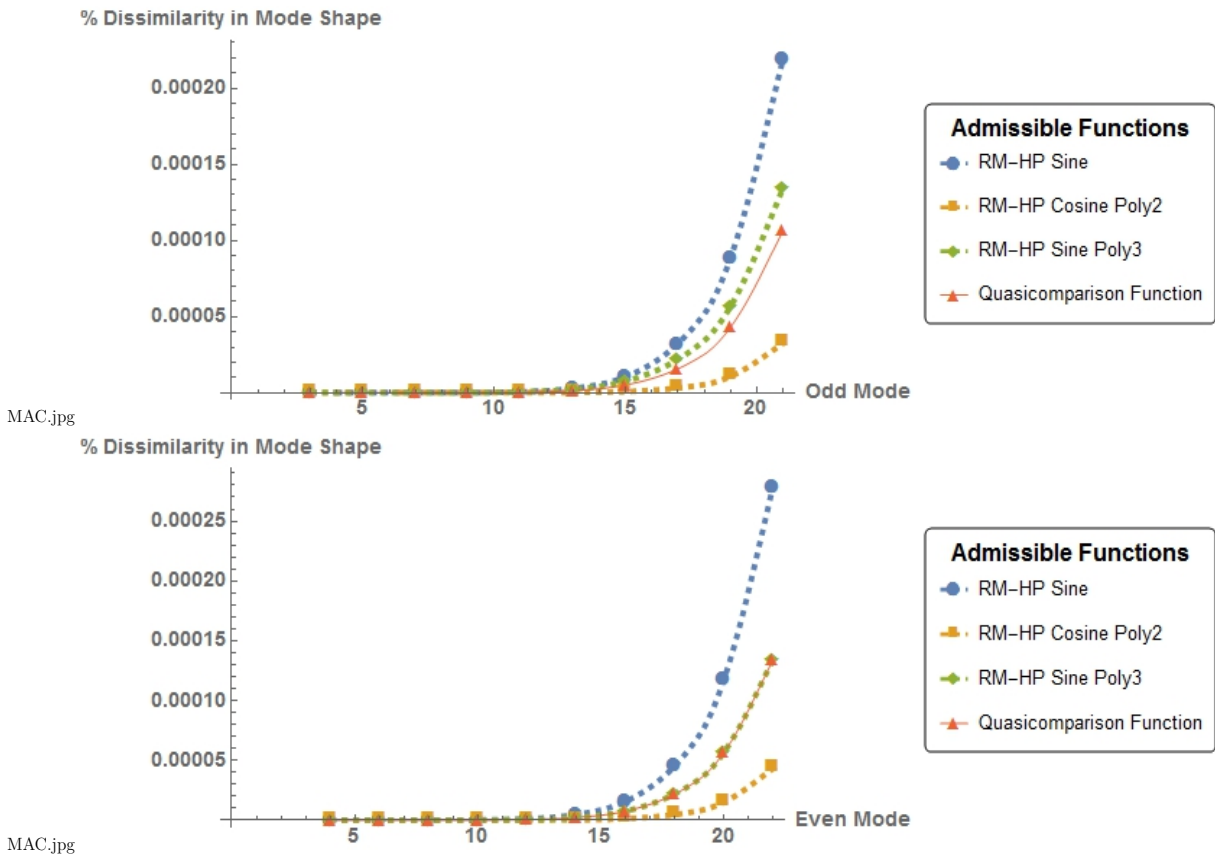 % Dissimilarity in Mode Shape
0.00020
0.00015
0.00010
0.00005
5
10
15
20
Odd Mode
Admissible Functions
RM–HP Sine
RM–HP Cosine Poly2
RM–HP Sine Poly3
Quasicomparison Function
MAC.jpg
% Dissimilarity in Mode Shape
0.00025
0.00020
0.00015
0.00010
0.00005
5
10
15
20
Even Mode
Admissible Functions
RM–HP Sine
RM–HP Cosine Poly2
RM–HP Sine Poly3
Quasicomparison Function
MAC.jpg